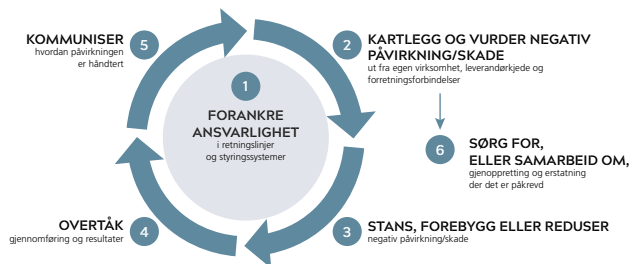 1
FORANKRE
ANSVARLIGHET
i retningslinjer
og styringssystemer
2
KARTLEGG OG VURDER NEGATIV
PÅVIRKNING/SKADE
ut fra egen virksomhet, leverandørkjede og
forretningsforbindelser
3
STANS, FOREBYGG ELLER REDUSER
negativ påvirkning/skade
4
OVERTÅK
gjennomføring og resultater
5
KOMMUNISER
hvordan påvirkningen
er håndtert
6
SØRG FOR,
ELLER SAMARBEID OM,
gjenoppretting og erstatning
der det er påkrevd